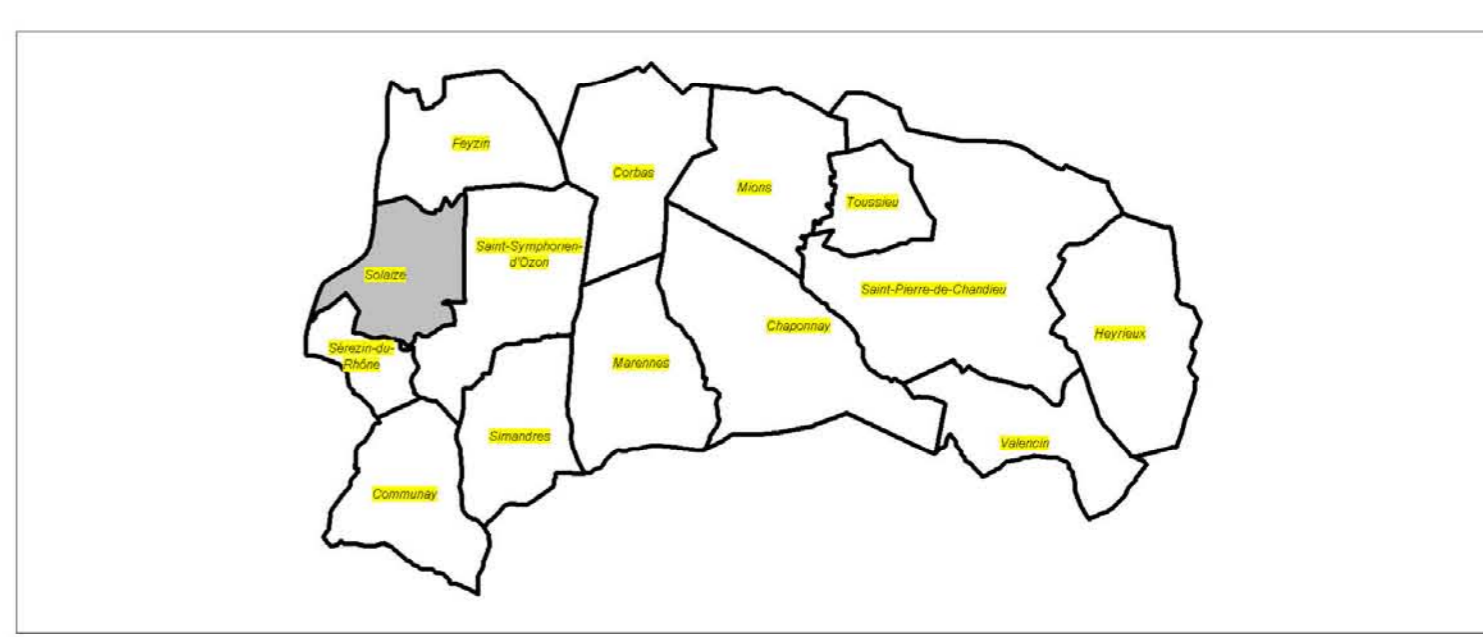 Feyzin
Corbas
Mions
Toussieu
Saint-Symphorien-
d'Ozon
Solaize
Saint-Pierre-de-Chandieu
Chaponnay
Heyrieux
Sérezin-du-
Rhône
Marennes
Simandres
Valencin
Communay